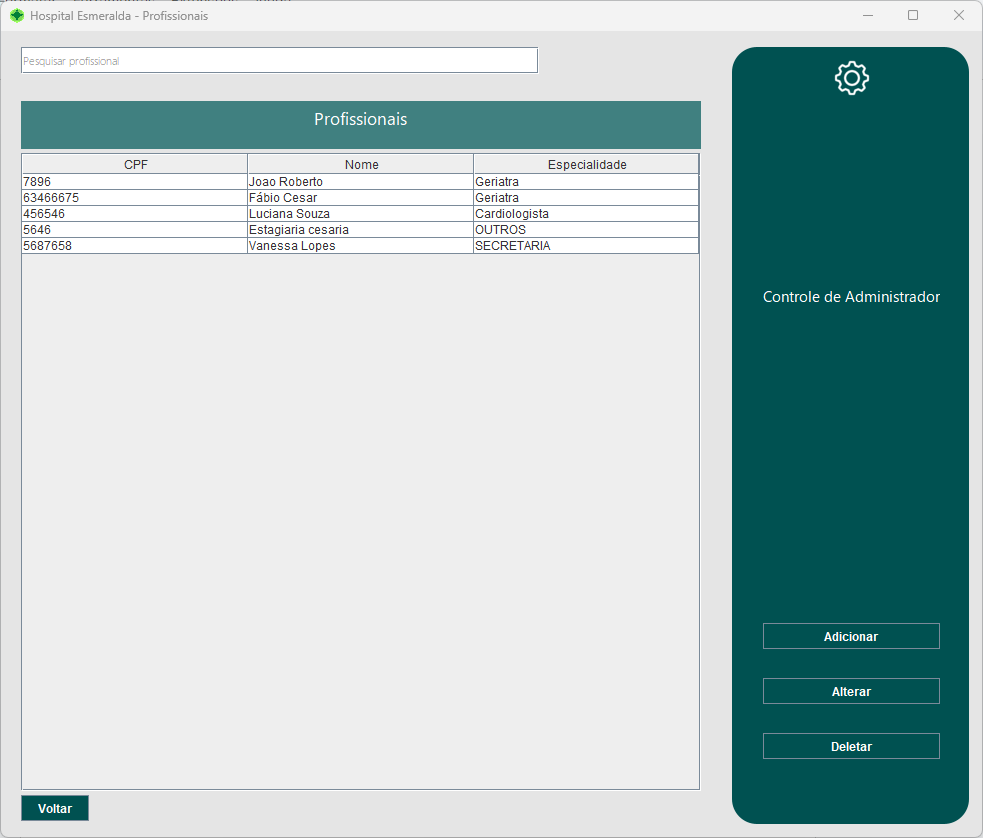 Hospital Esmeralda - Profissionais
Pesquisar profissional
Profissionais
CPF Nome Especialidade
7896 Joao Roberto Geriatra
63466675 Fábio Cesar Geriatra
456546 Luciana Souza Cardiologista
5646 Estagiaria cesaria OUTROS
5687658 Vanessa Lopes SECRETARIA
Controle de Administrador
Adicionar
Alterar
Deletar
Voltar